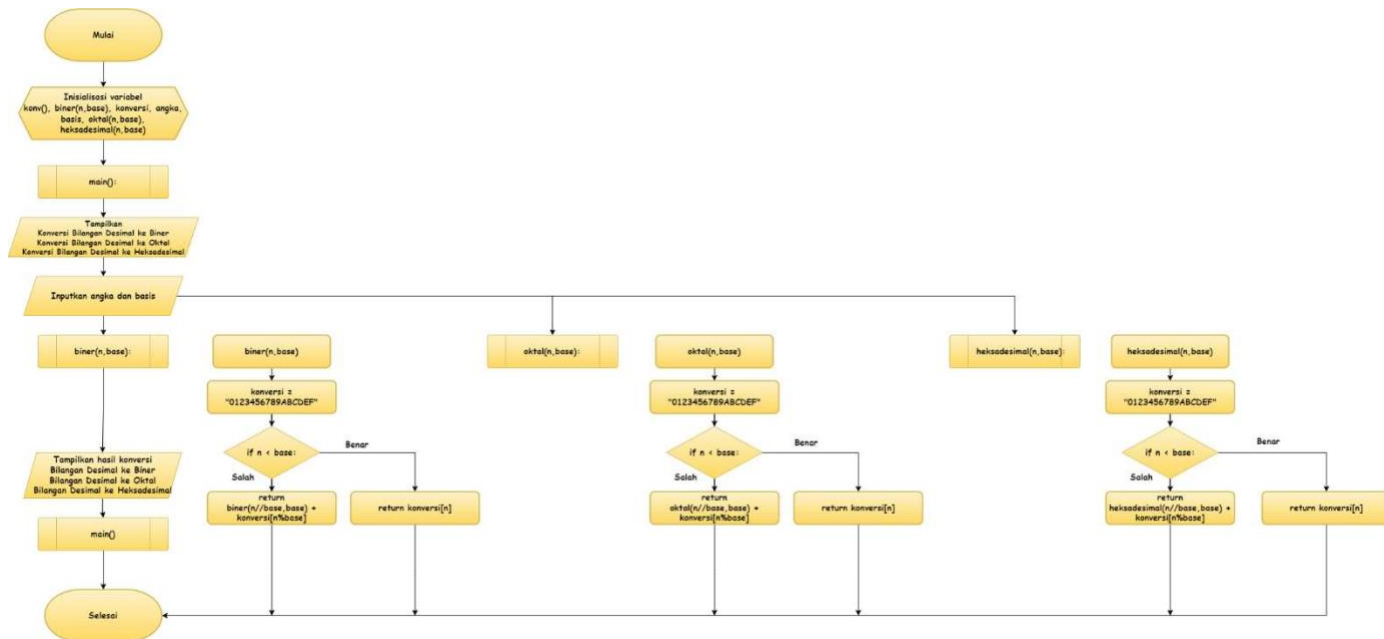 Mulai
Inisialisasi variabel
konv(), biner(n,base), konversi, angka,
basis, oktal(n,base),
heksadesimal(n,base)
main():
Tampilkan
Konversi Bilangan Desimal ke Biner
Konversi Bilangan Desimal ke Oktal
Konversi Bilangan Desimal ke Heksadesimal
Inputkan angka dan basis
biner(n,base):
Tampilkan hasil konversi
Bilangan Desimal ke Biner
Bilangan Desimal ke Oktal
Bilangan Desimal ke Heksadesimal
main()
Selesai
biner(n,base)
konversi =
"0123456789ABCDEF"
if n < base:
Benar
Salah
return
biner(n//base,base) +
konversi[n%base]
return konversi[n]
oktal(n,base):
oktal(n,base)
konversi =
"0123456789ABCDEF"
if n < base:
Benar
Salah
return
oktal(n//base,base) +
konversi[n%base]
return konversi[n]
heksadesimal(n,base):
heksadesimal(n,base)
konversi =
"0123456789ABCDEF"
if n < base:
Benar
Salah
return
heksadesimal(n//base,base) +
konversi[n%base]
return konversi[n]